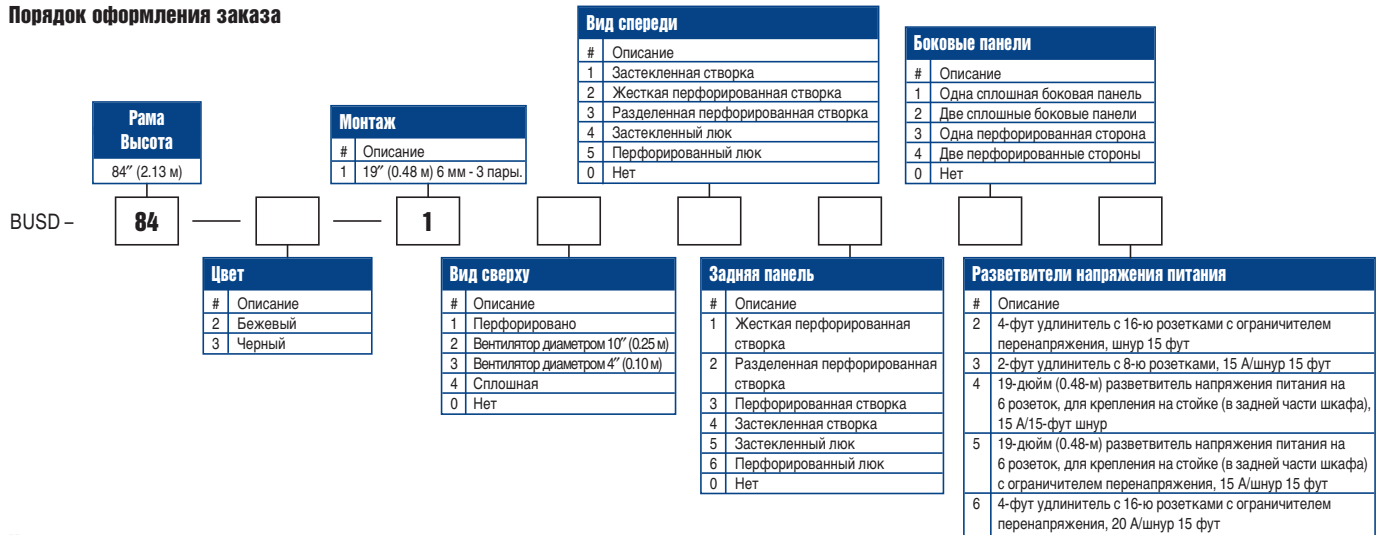 Порядок оформления заказа
Вид спереди
# Описание
1 Застекленная створка
2 Жесткая перфорированная створка
3 Разделенная перфорированная створка
4 Застекленный люк
5 Перфорированный люк
0 Нет
Боковые панели
# Описание
1 Одна сплошная боковая панель
2 Две сплошные боковые панели
3 Одна перфорированная сторона
4 Две перфорированные стороны
0 Нет
Рама
Высота
84″ (2.13 м)
Монтаж
# Описание
1 19″ (0.48 м) 6 мм - 3 пары.
BUSD – 84 — — 1
Цвет
# Описание
2 Бежевый
3 Черный
Вид сверху
# Описание
1 Перфорировано
2 Вентилятор диаметром 10″ (0.25 м)
3 Вентилятор диаметром 4″ (0.10 м)
4 Сплошная
0 Нет
Задняя панель
# Описание
1 Жесткая перфорированная
створка
2 Разделенная перфорированная
створка
3 Перфорированная створка
4 Застекленная створка
5 Застекленный люк
6 Перфорированный люк
0 Нет
Разветвители напряжения питания
# Описание
2 4-фут удлинитель с 16-ю розетками с ограничителем
перенапряжения, шнур 15 фут
3 2-фут удлинитель с 8-ю розетками, 15 А/шнур 15 фут
4 19-дюйм (0.48-м) разветвитель напряжения питания на
6 розеток, для крепления на стойке (в задней части шкафа),
15 А/15-фут шнур
5 19-дюйм (0.48-м) разветвитель напряжения питания на
6 розеток, для крепления на стойке (в задней части шкафа)
с ограничителем перенапряжения, 15 А/шнур 15 фут
6 4-фут удлинитель с 16-ю розетками с ограничителем
перенапряжения, 20 А/шнур 15 фут